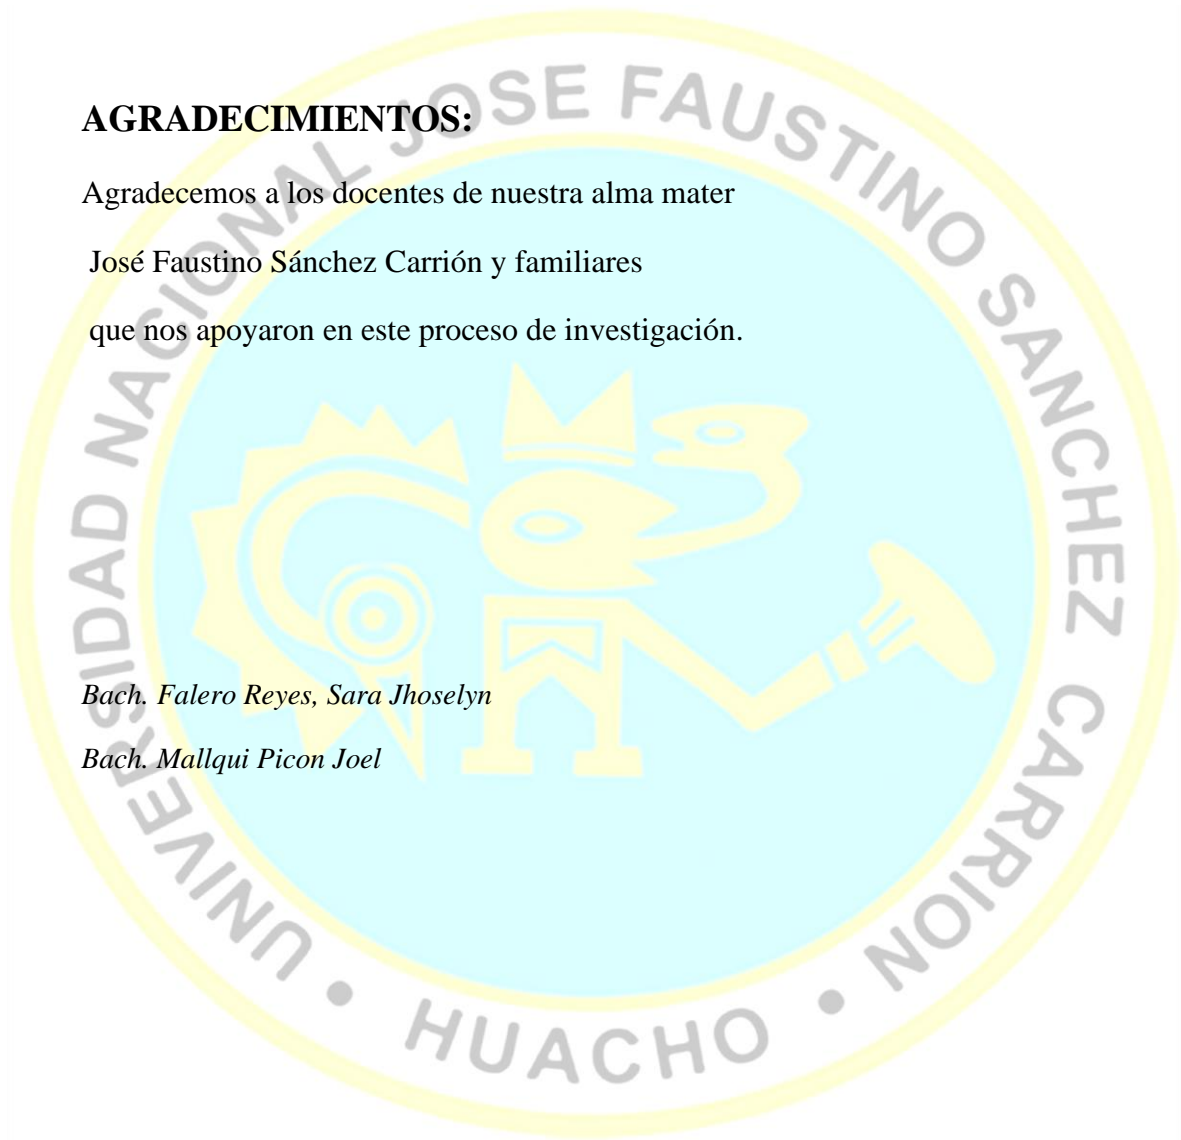 AGRADECIMIENTOS:
Agradecemos a los docentes de nuestra alma mater
José Faustino Sánchez Carrión y familiares
que nos apoyaron en este proceso de investigación.
Bach. Falero Reyes, Sara Jhoselyn
Bach. Mallqui Picon Joel
UNIVERSIDAD NACIONAL JOSE FAUSTINO SANCHEZ CARRION
• HUACHO •